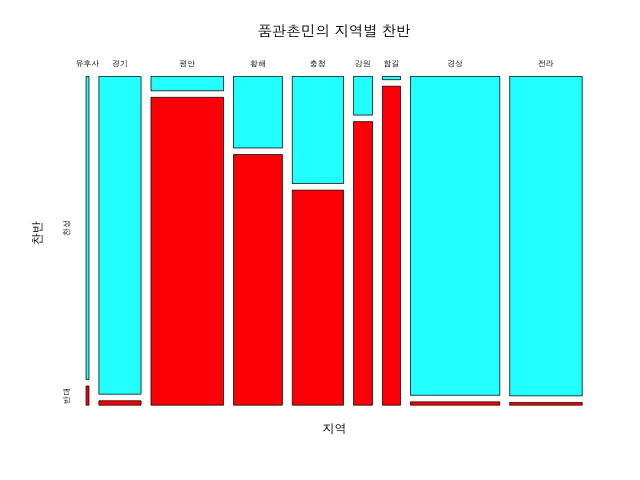 품관촌민의 지역별 찬반
유후사 경기 평안 황해 충청 강원 함길 경상 전라
찬반
찬성
반대
지역